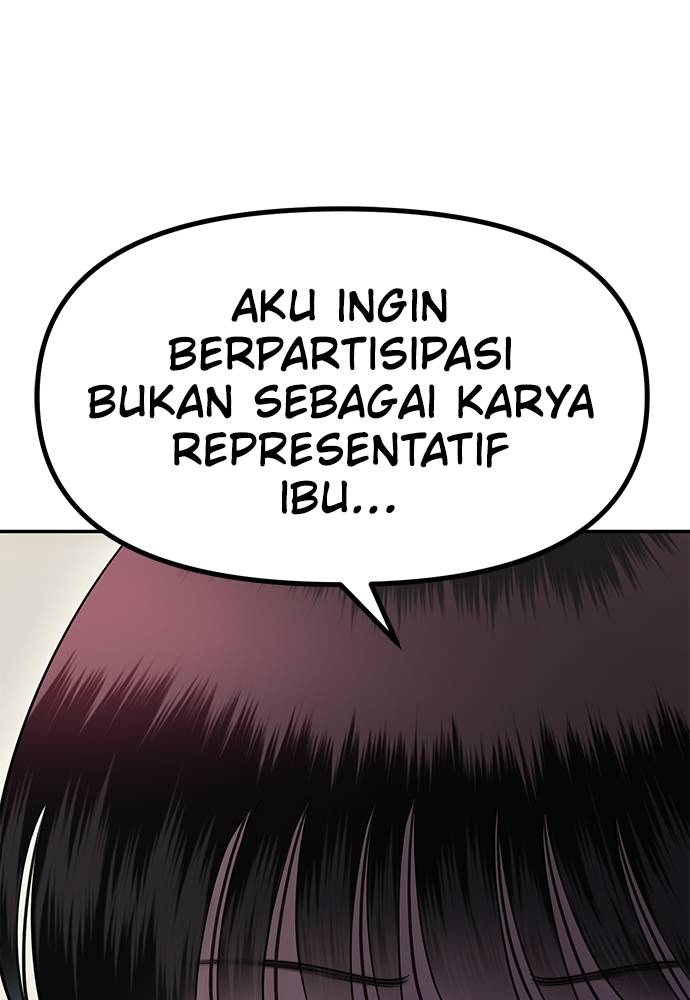 AKU INGIN
BERPARTISIPASI
BUKAN SEBAGAI KARYA
REPRESENTATIF
IBU...